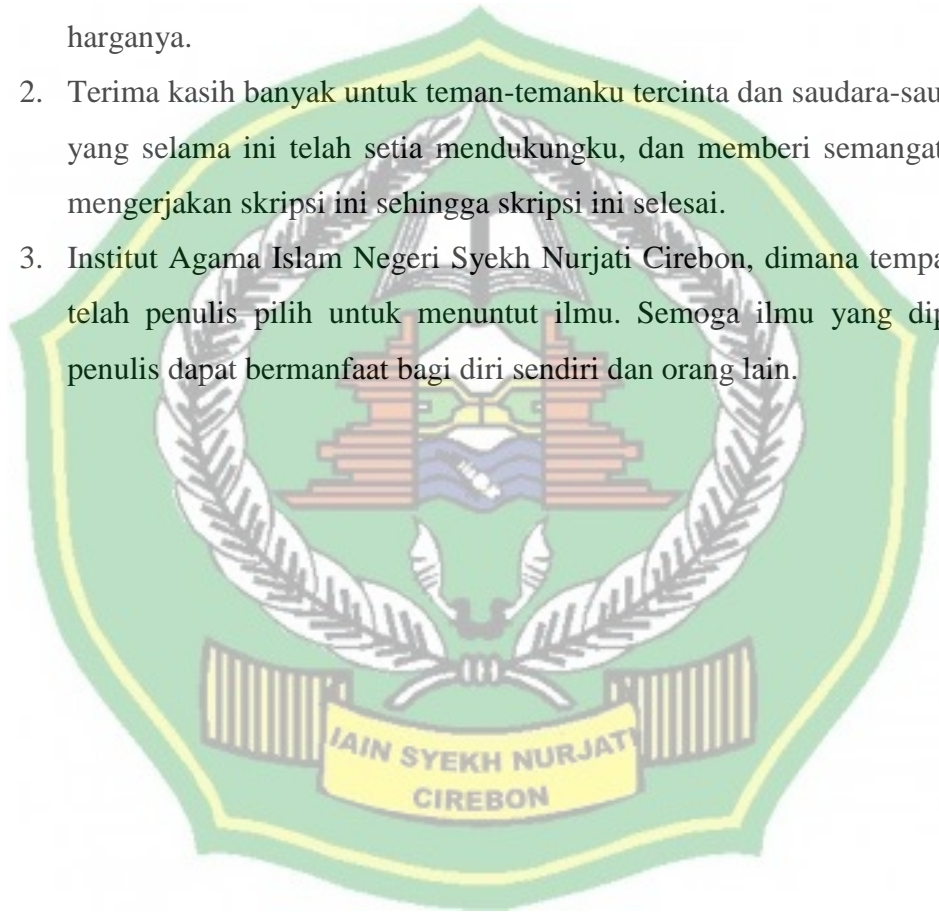 harganya.
2. Terima kasih banyak untuk teman-temanku tercinta dan saudara-sau
yang selama ini telah setia mendukungku, dan memberi semangat
mengerjakan skripsi ini sehingga skripsi ini selesai.
3. Institut Agama Islam Negeri Syekh Nurjati Cirebon, dimana tempa
telah penulis pilih untuk menuntut ilmu. Semoga ilmu yang dip
penulis dapat bermanfaat bagi diri sendiri dan orang lain.
IAIN SYEKH NURJATI
CIREBON